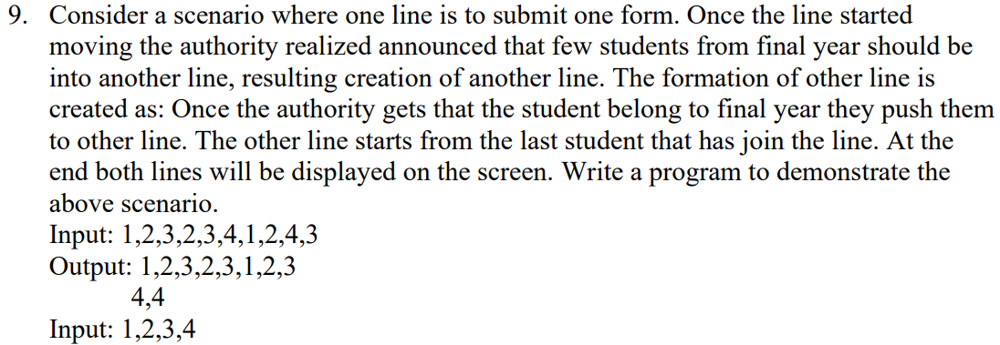 9. Consider a scenario where one line is to submit one form. Once the line started
moving the authority realized announced that few students from final year should be
into another line, resulting creation of another line. The formation of other line is
created as: Once the authority gets that the student belong to final year they push them
to other line. The other line starts from the last student that has join the line. At the
end both lines will be displayed on the screen. Write a program to demonstrate the
above scenario.
Input: 1,2,3,2,3,4,1,2,4,3
Output: 1,2,3,2,3,1,2,3
4,4
Input: 1,2,3,4